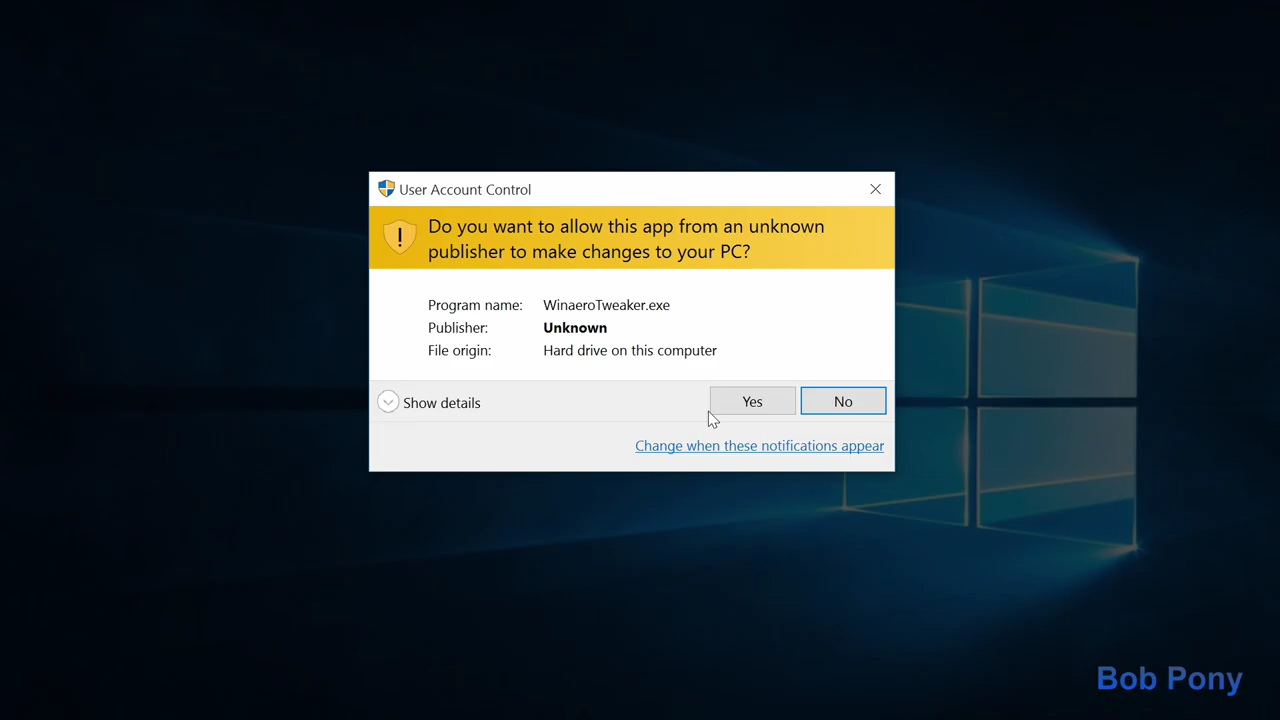 User Account Control
!
Do you want to allow this app from an unknown
publisher to make changes to your PC?
Program name: WinaeroTweaker.exe
Publisher: Unknown
File origin: Hard drive on this computer
Show details
Yes
No
Change when these notifications appear
Bob Pony